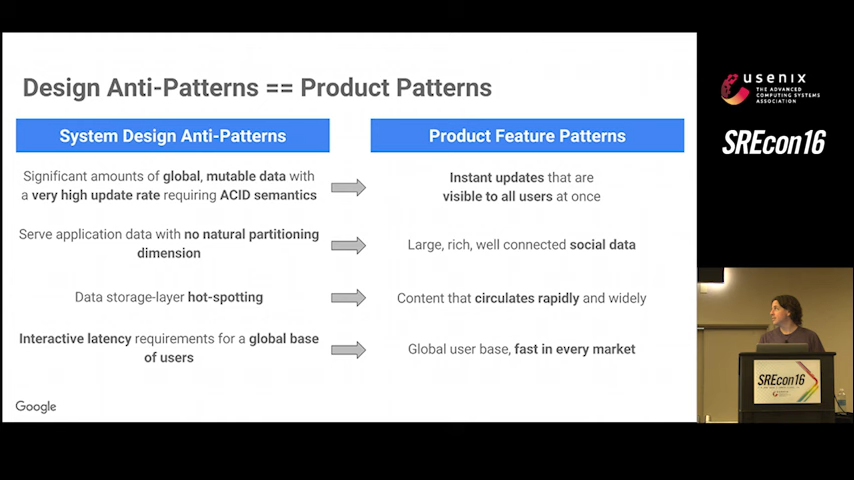 Design Anti-Patterns == Product Patterns
System Design Anti-Patterns
Product Feature Patterns
Significant amounts of global, mutable data with
a very high update rate requiring ACID semantics
Instant updates that are
visible to all users at once
Serve application data with no natural partitioning
dimension
Large, rich, well connected social data
Data storage-layer hot-spotting
Content that circulates rapidly and widely
Interactive latency requirements for a global base
of users
Global user base, fast in every market
Google
usenix
THE ADVANCED
COMPUTING SYSTEMS
ASSOCIATION
SREcon16
SREcon16